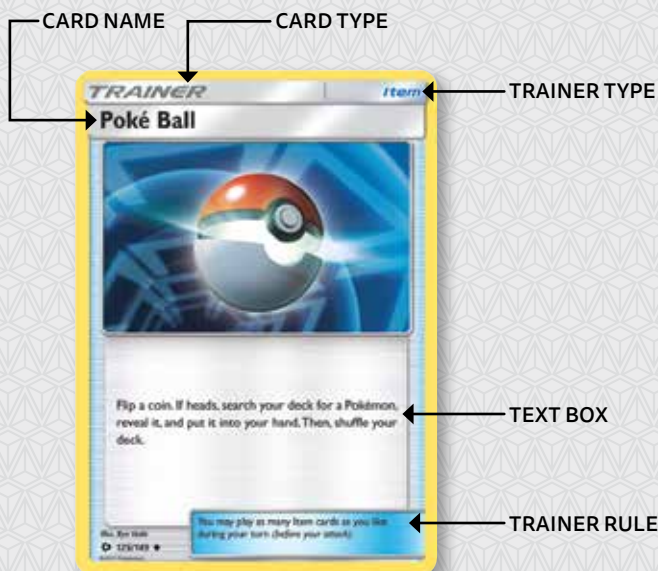 CARD NAME
CARD TYPE
TRAINER
Item
TRAINER TYPE
Poké Ball
Flip a coin. If heads, search your deck for a Pokémon,
reveal it, and put it into your hand. Then, shuffle your
deck.
TEXT BOX
You may play as many Item cards as you like
during your turn (before your attack).
TRAINER RULE
125/149